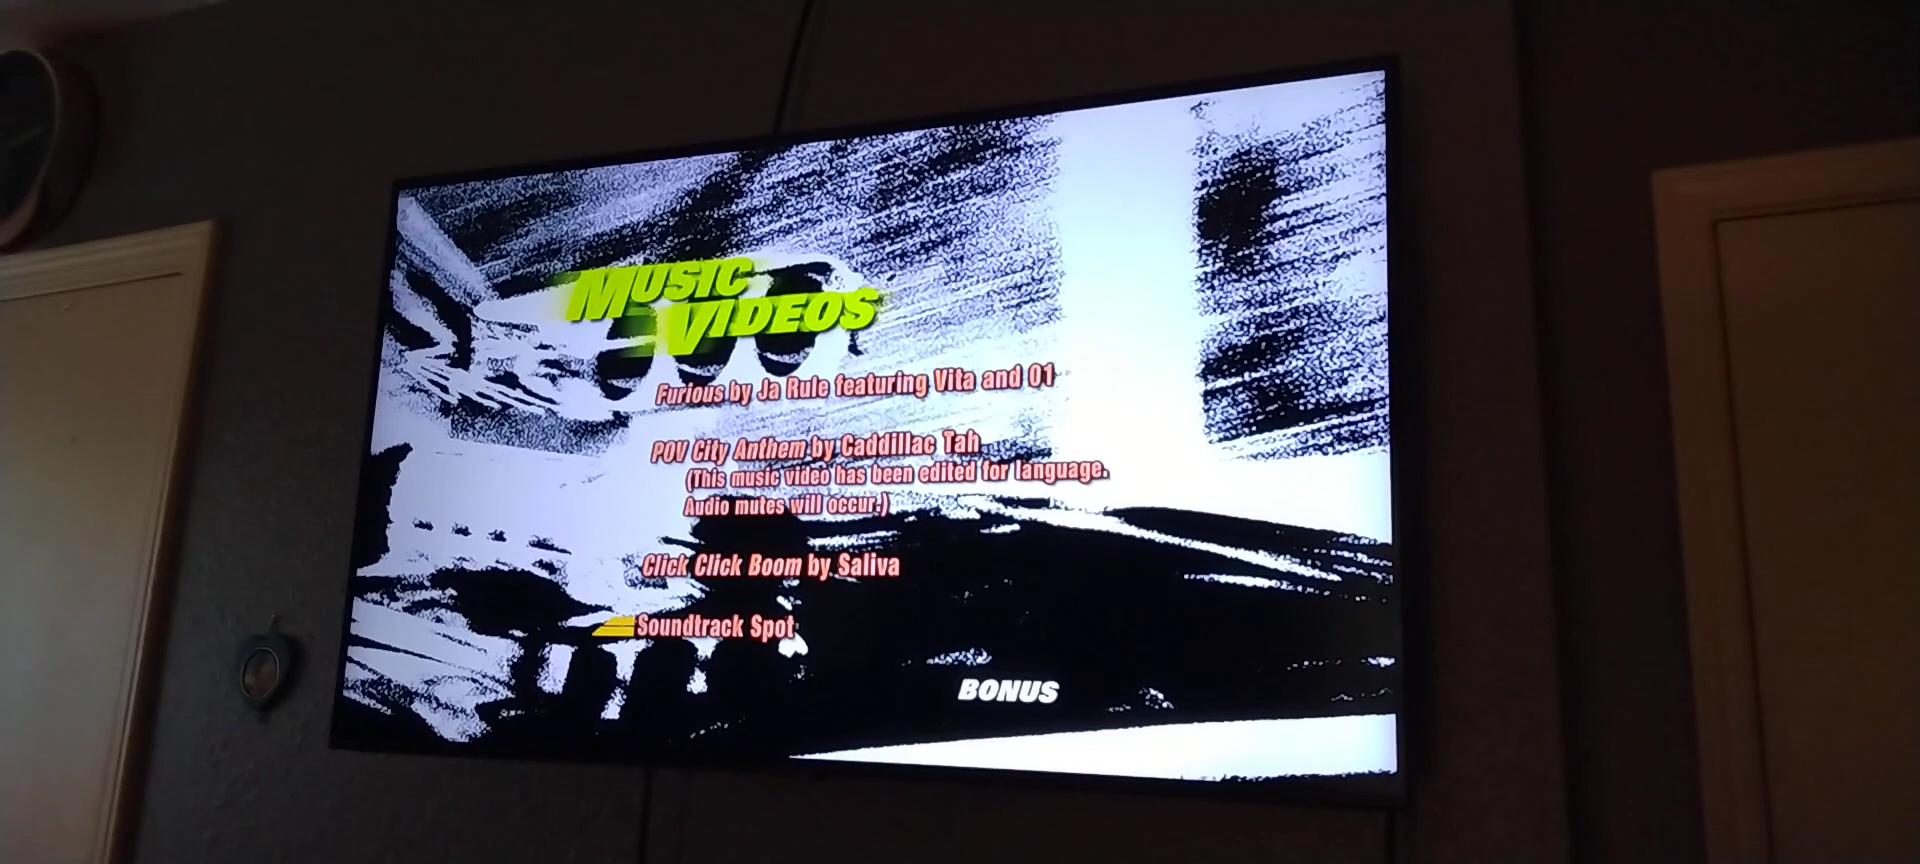 MUSIC
VIDEOS
Furious by Ja Rule featuring Vita and 01
POV City Anthem by Caddillac Tah
(This music video has been edited for language.
Audio mutes will occur.)
Click Click Boom by Saliva
Soundtrack Spot
BONUS